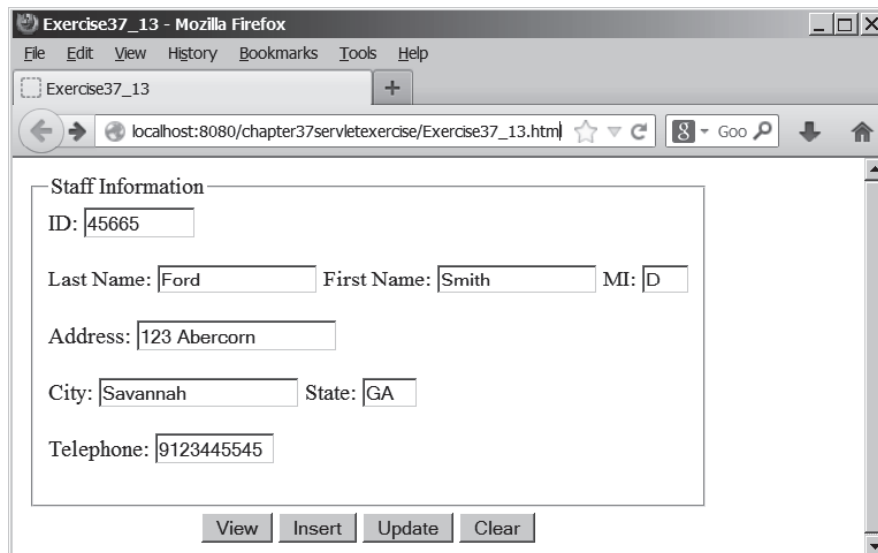 Exercise37_13 - Mozilla Firefox
File Edit View History Bookmarks Tools Help
Exercise37_13 +
localhost:8080/chapter37servletexercise/Exercise37_13.html 8 Goo
Staff Information
ID: 45665
Last Name: Ford First Name: Smith MI: D
Address: 123 Abercorn
City: Savannah State: GA
Telephone: 9123445545
View Insert Update Clear